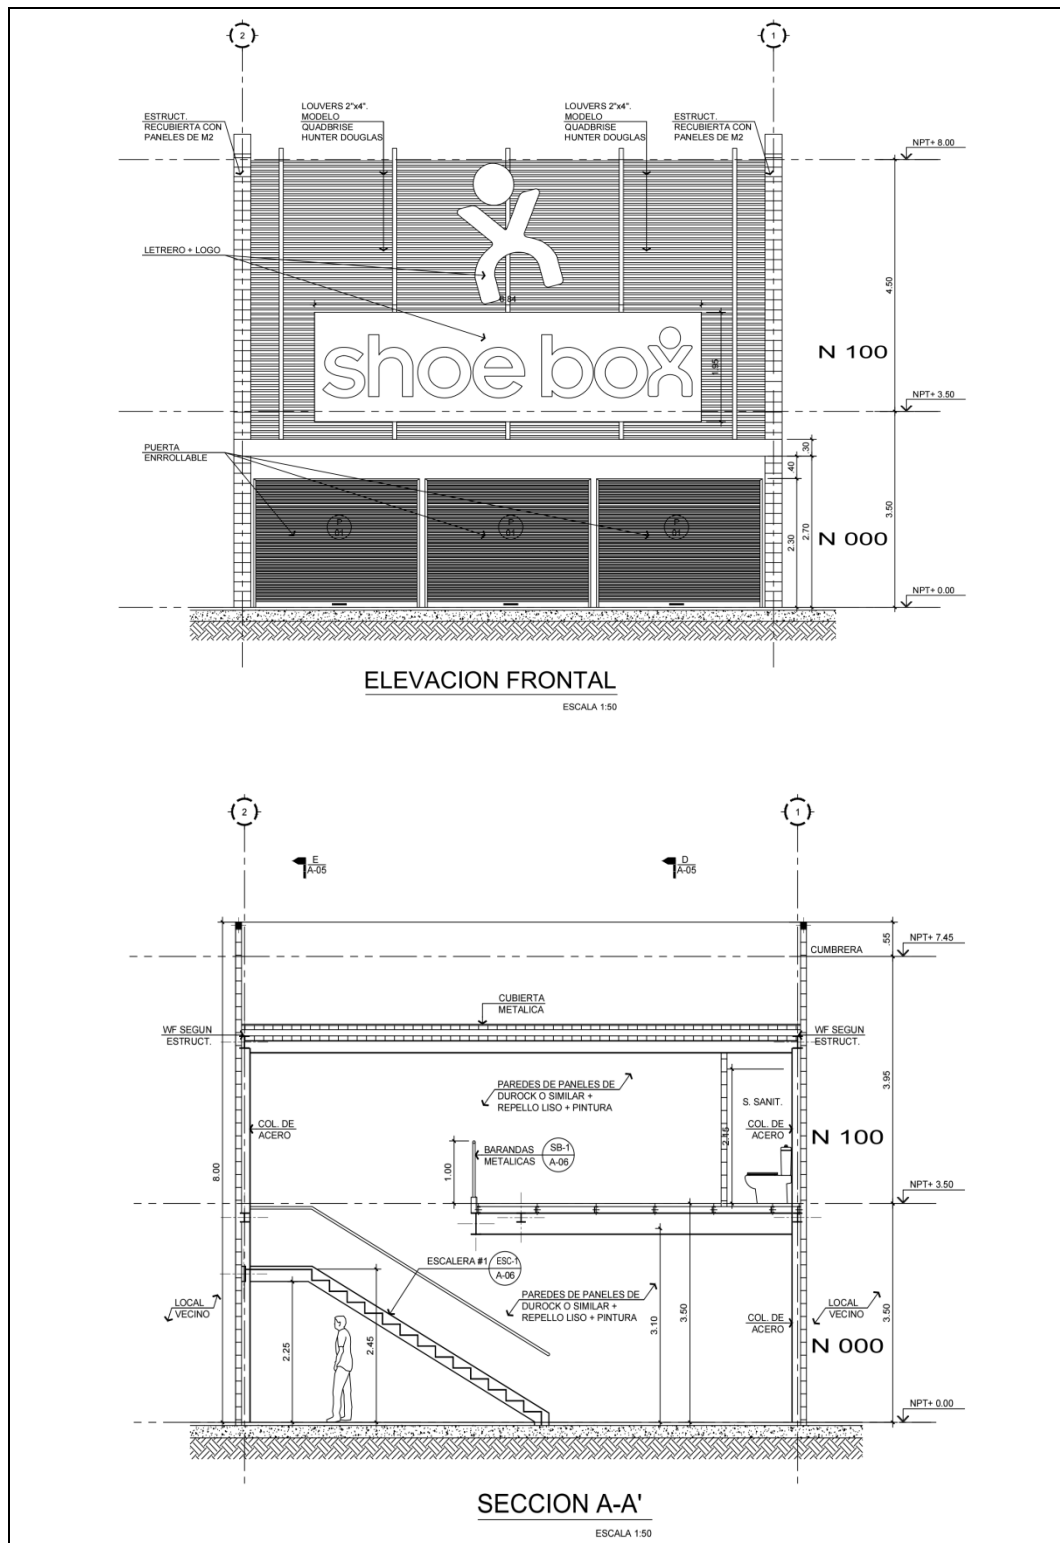 2
1
ESTRUCT.
RECUBIERTA CON
PANELES DE M2
LOUVERS 2"x4".
MODELO
QUADBRISE
HUNTER DOUGLAS
LOUVERS 2"x4".
MODELO
QUADBRISE
HUNTER DOUGLAS
ESTRUCT.
RECUBIERTA CON
PANELES DE M2
NPT+ 8.00
LETRERO + LOGO
4.50
shoe box
1.95
N 100
NPT+ 3.50
PUERTA
ENRROLLABLE
.30
.40
P
01
P
01
P
01
2.30
2.70
3.50
N 000
NPT+ 0.00
ELEVACION FRONTAL
ESCALA 1:50
2
1
E
A-05
D
A-05
.55
NPT+ 7.45
CUMBRERA
CUBIERTA
METALICA
WF SEGUN
ESTRUCT.
WF SEGUN
ESTRUCT.
3.95
PAREDES DE PANELES DE
DUROCK O SIMILAR +
REPELLO LISO + PINTURA
S. SANIT.
COL. DE
ACERO
COL. DE
ACERO
2.45
N 100
8.00
1.00
BARANDAS
METALICAS
SB-1
A-06
NPT+ 3.50
ESCALERA #1
ESC-1
A-06
PAREDES DE PANELES DE
DUROCK O SIMILAR +
REPELLO LISO + PINTURA
LOCAL
VECINO
LOCAL
VECINO
COL. DE
ACERO
2.25
2.45
3.10
3.50
3.50
N 000
NPT+ 0.00
SECCION A-A'
ESCALA 1:50